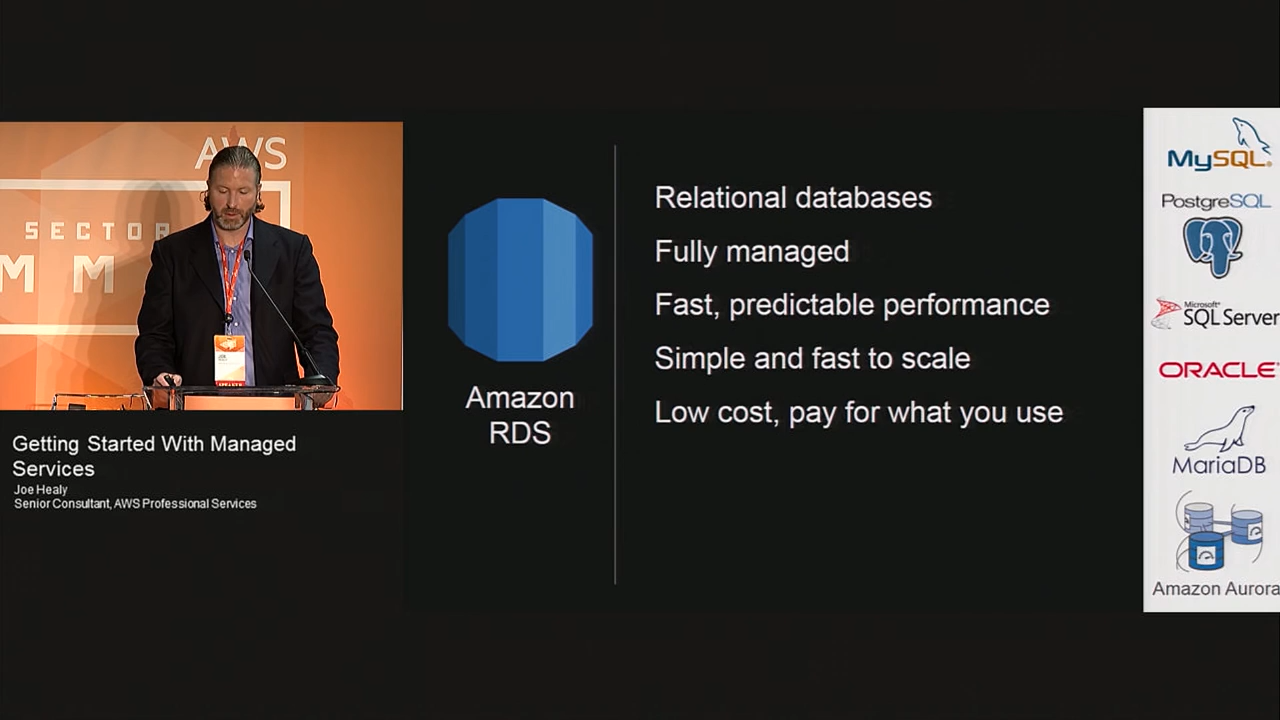 AWS
SECTOR
MM
Getting Started With Managed
Services
Joe Healy
Senior Consultant, AWS Professional Services
Amazon
RDS
Relational databases
Fully managed
Fast, predictable performance
Simple and fast to scale
Low cost, pay for what you use
MySQL®
PostgreSQL
Microsoft®
SQL Server
ORACLE
MariaDB
Amazon Aurora